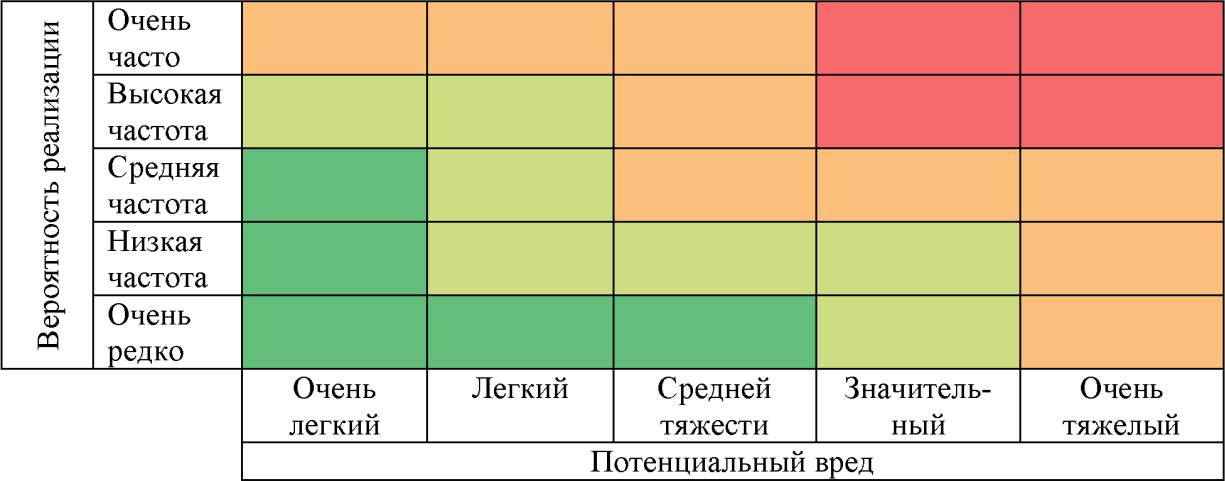 Вероятность реализации
Очень
часто
Высокая
частота
Средняя
частота
Низкая
частота
Очень
редко
Очень
легкий
Легкий
Средней
тяжести
Значитель-
ный
Очень
тяжелый
Потенциальный вред